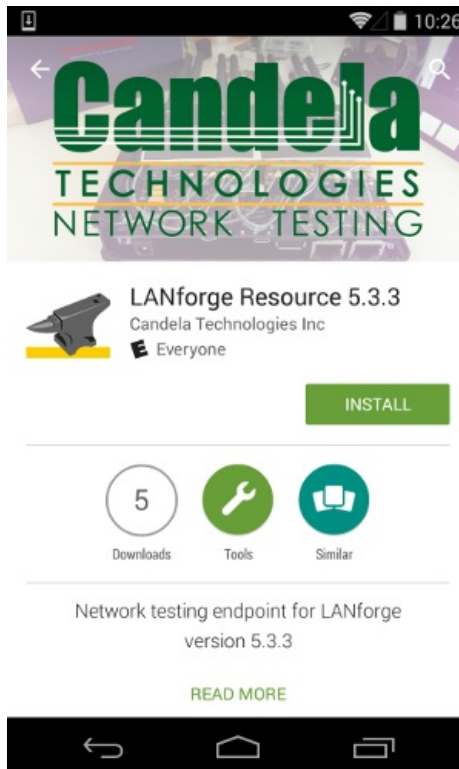 10:26
Candela
TECHNOLOGIES
NETWORK TESTING
LANforge Resource 5.3.3
Candela Technologies Inc
E Everyone
INSTALL
5
Downloads
Tools
Similar
Network testing endpoint for LANforge
version 5.3.3
READ MORE